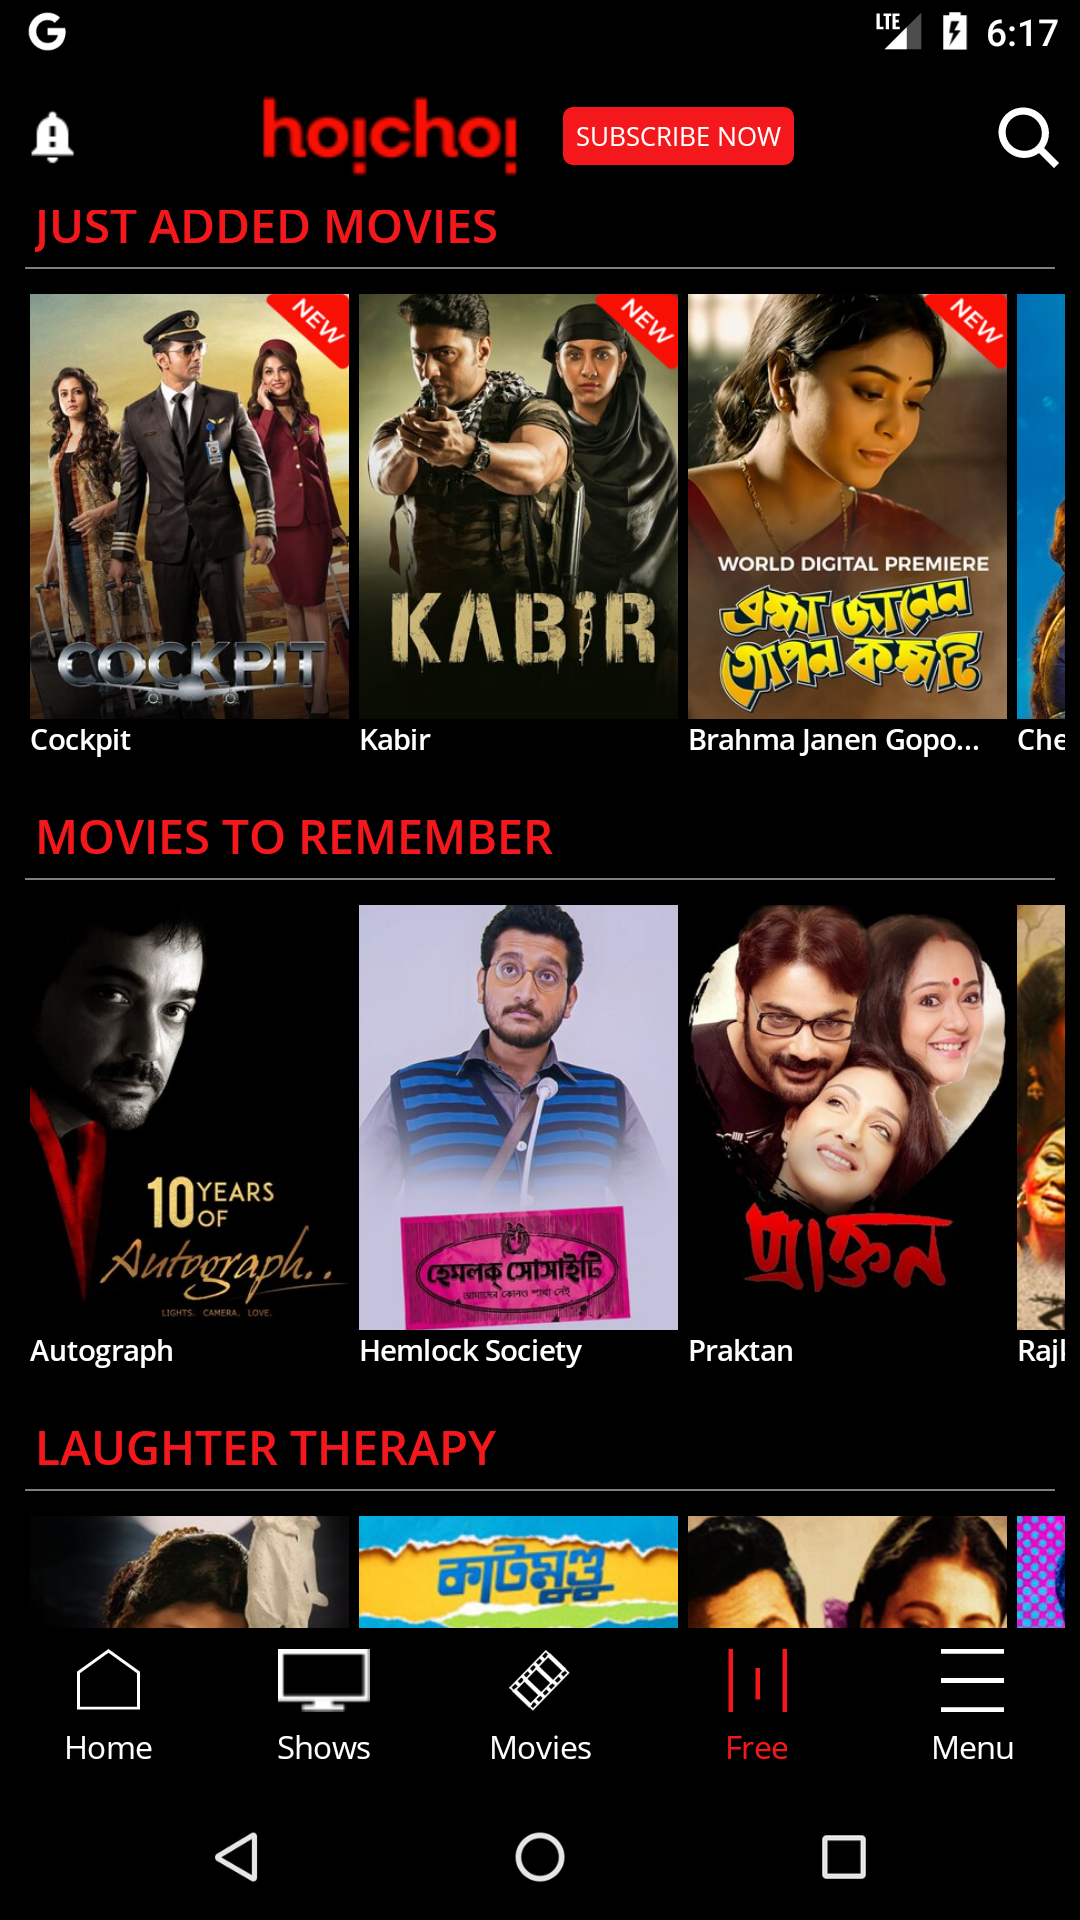 G
LTE
6:17
hoichoi
SUBSCRIBE NOW
JUST ADDED MOVIES
NEW
NEW
NEW
COCKPIT
KABIR
WORLD DIGITAL PREMIERE
ব্রহ্মা জানেন
গোপন কম্মটি
Cockpit
Kabir
Brahma Janen Gopo...
Che
MOVIES TO REMEMBER
10 YEARS OF
Autograph..
LIGHTS. CAMERA. LOVE.
হেমলক্ সোসাইটি
প্রাক্তন
Autograph
Hemlock Society
Praktan
LAUGHTER THERAPY
কাটমুণ্ডু
Home
Shows
Movies
Free
Menu